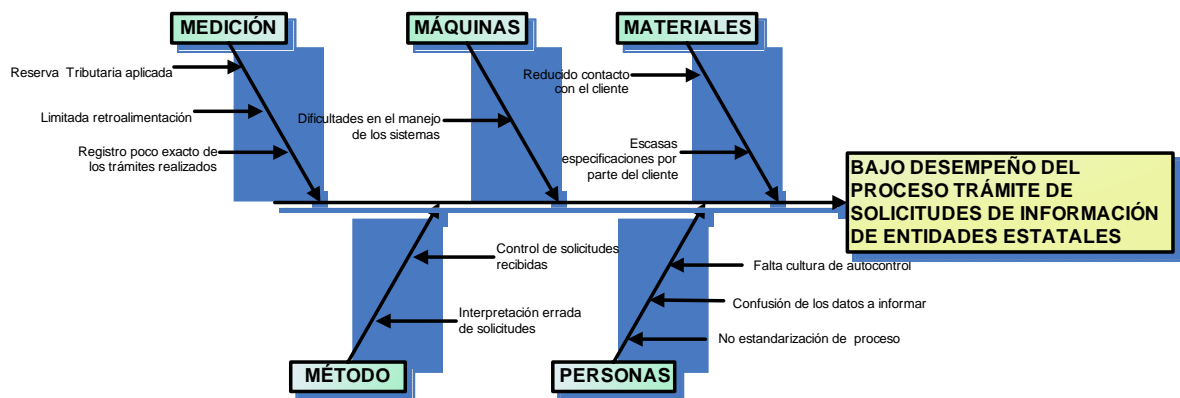 MEDICIÓN
MÁQUINAS
MATERIALES
Reserva Tributaria aplicada
Limitada retroalimentación
Registro poco exacto de
los trámites realizados
Dificultades en el manejo
de los sistemas
Reducido contacto
con el cliente
Escasas
especificaciones por
parte del cliente
BAJO DESEMPEÑO DEL
PROCESO TRÁMITE DE
SOLICITUDES DE INFORMACIÓN
DE ENTIDADES ESTATALES
Control de solicitudes
recibidas
Interpretación errada
de solicitudes
Falta cultura de autocontrol
Confusión de los datos a informar
No estandarización de proceso
MÉTODO
PERSONAS